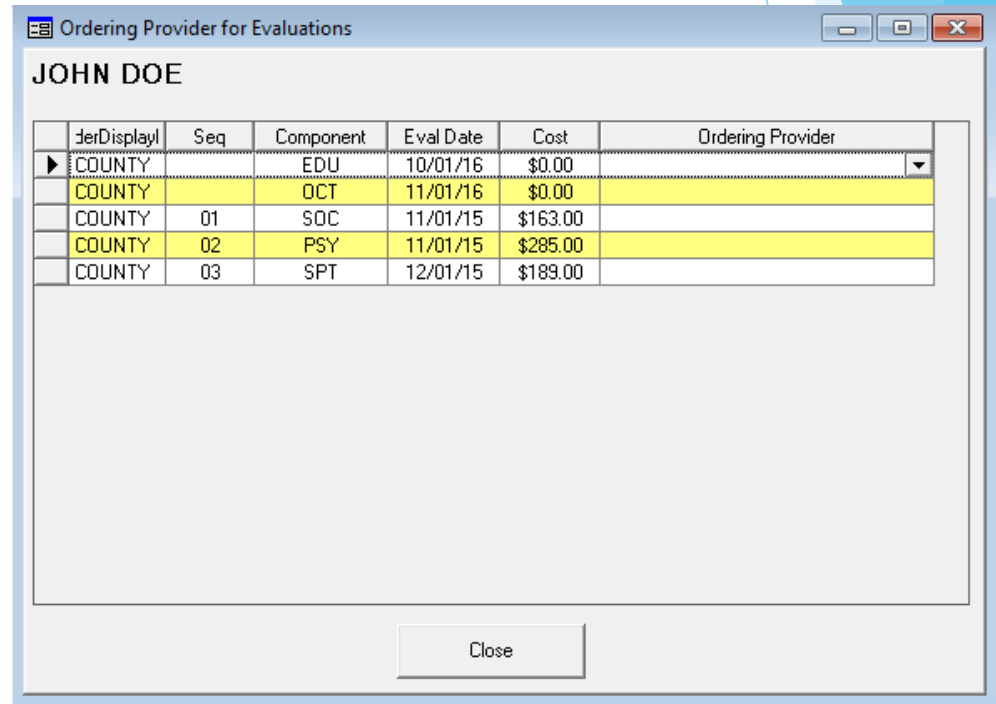 Ordering Provider for Evaluations
JOHN DOE
derDisplayl Seq Component Eval Date Cost Ordering Provider
COUNTY EDU 10/01/16 $0.00
COUNTY OCT 11/01/16 $0.00
COUNTY 01 SOC 11/01/15 $163.00
COUNTY 02 PSY 11/01/15 $285.00
COUNTY 03 SPT 12/01/15 $189.00
Close